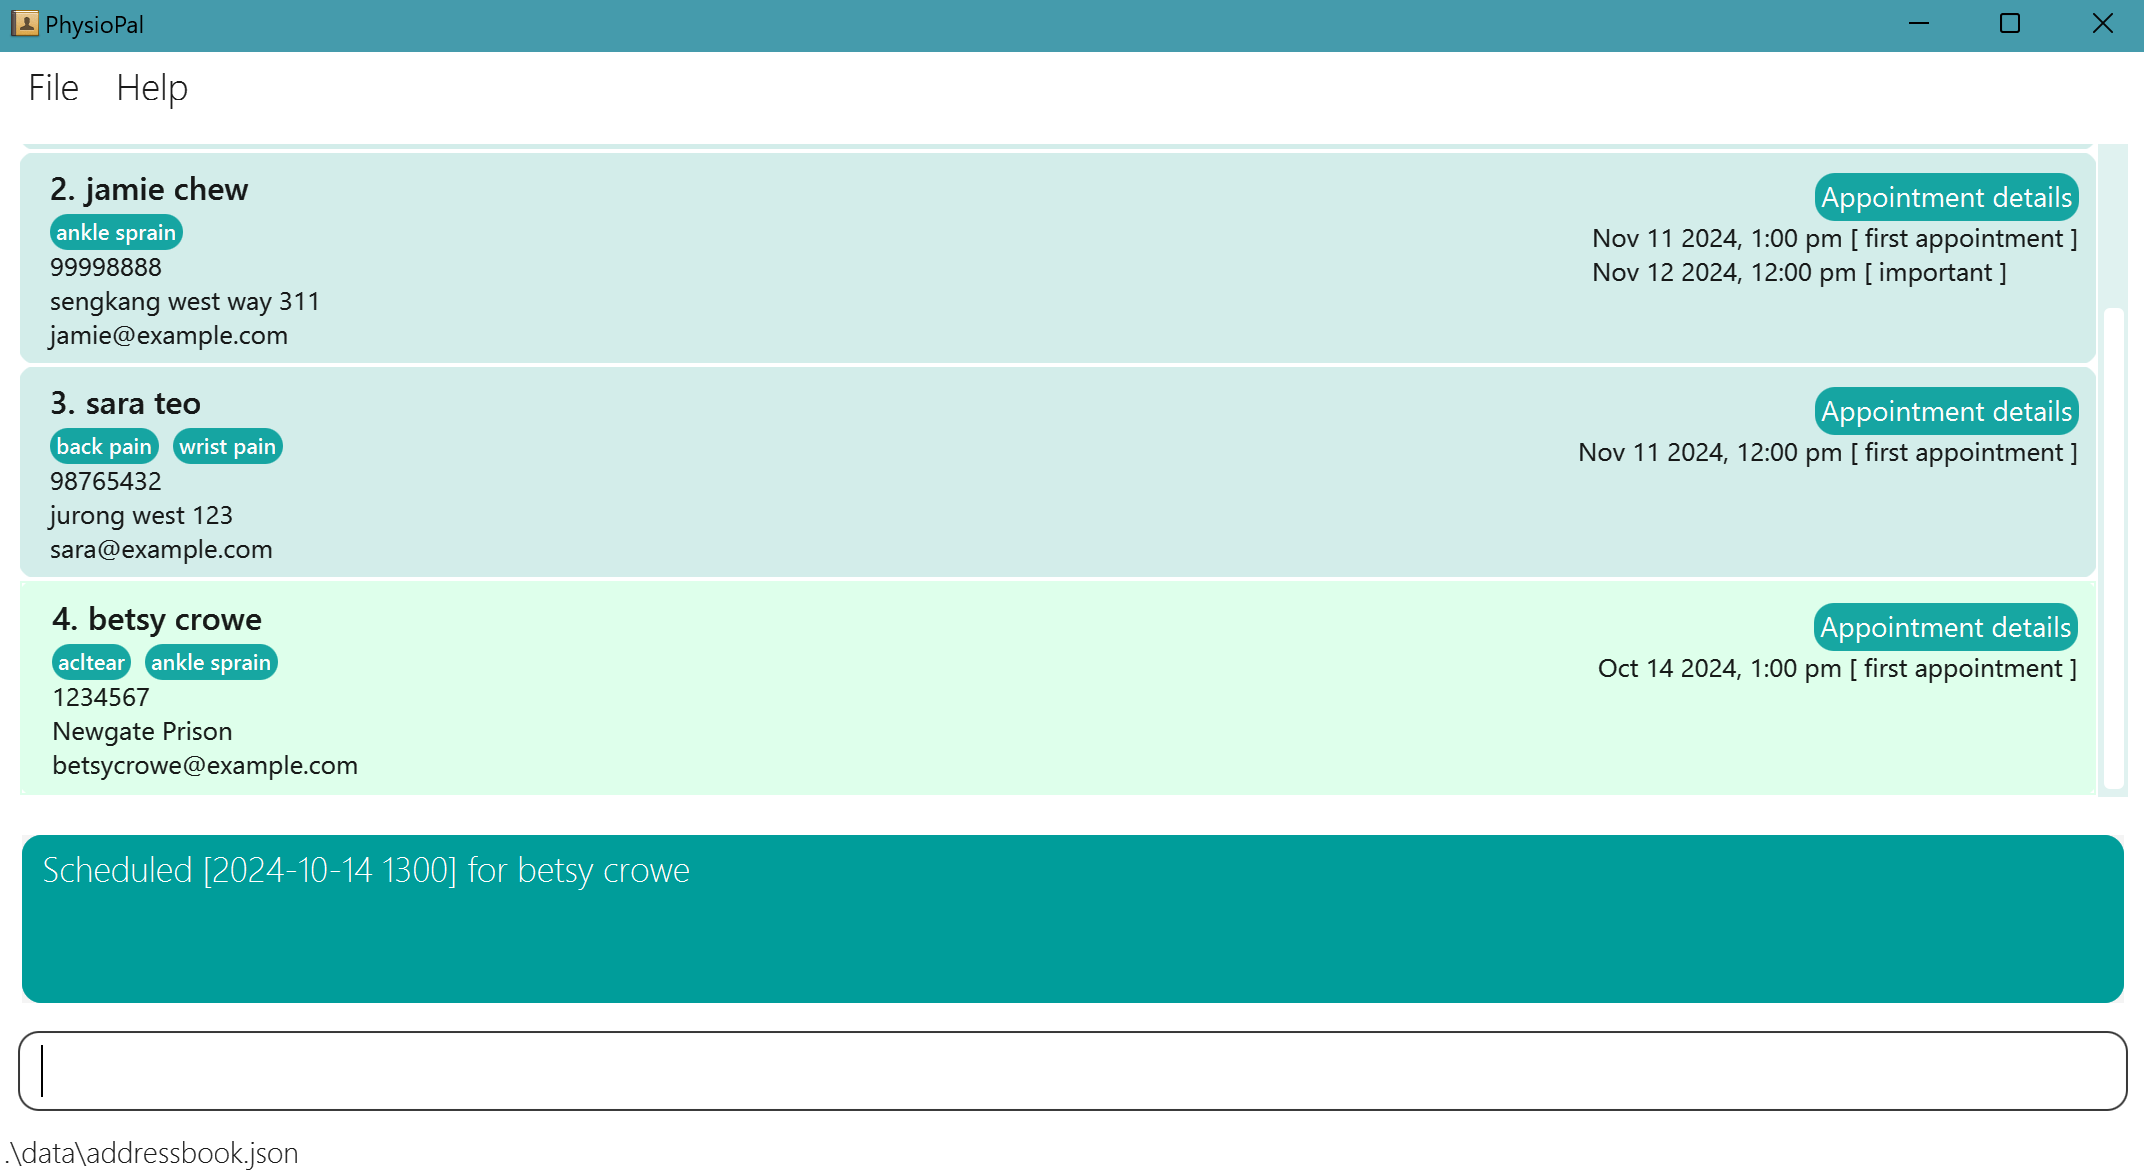 PhysioPal
File Help
2. jamie chew
ankle sprain
99998888
sengkang west way 311
jamie@example.com
Appointment details
Nov 11 2024, 1:00 pm [ first appointment ]
Nov 12 2024, 12:00 pm [ important ]
3. sara teo
back pain wrist pain
98765432
jurong west 123
sara@example.com
Appointment details
Nov 11 2024, 12:00 pm [ first appointment ]
4. betsy crowe
acltear ankle sprain
1234567
Newgate Prison
betsycrowe@example.com
Appointment details
Oct 14 2024, 1:00 pm [ first appointment ]
Scheduled [2024-10-14 1300] for betsy crowe
.\data\addressbook.json